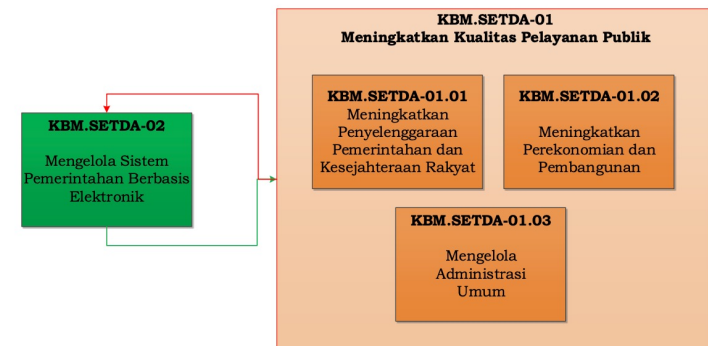 KBM.SETDA-01
Meningkatkan Kualitas Pelayanan Publik
KBM.SETDA-01.01
Meningkatkan
Penyelenggaraan
Pemerintahan dan
Kesejahteraan Rakyat
KBM.SETDA-01.02
Meningkatkan
Perekonomian dan
Pembangunan
KBM.SETDA-02
Mengelola Sistem
Pemerintahan Berbasis
Elektronik
KBM.SETDA-01.03
Mengelola
Administrasi
Umum